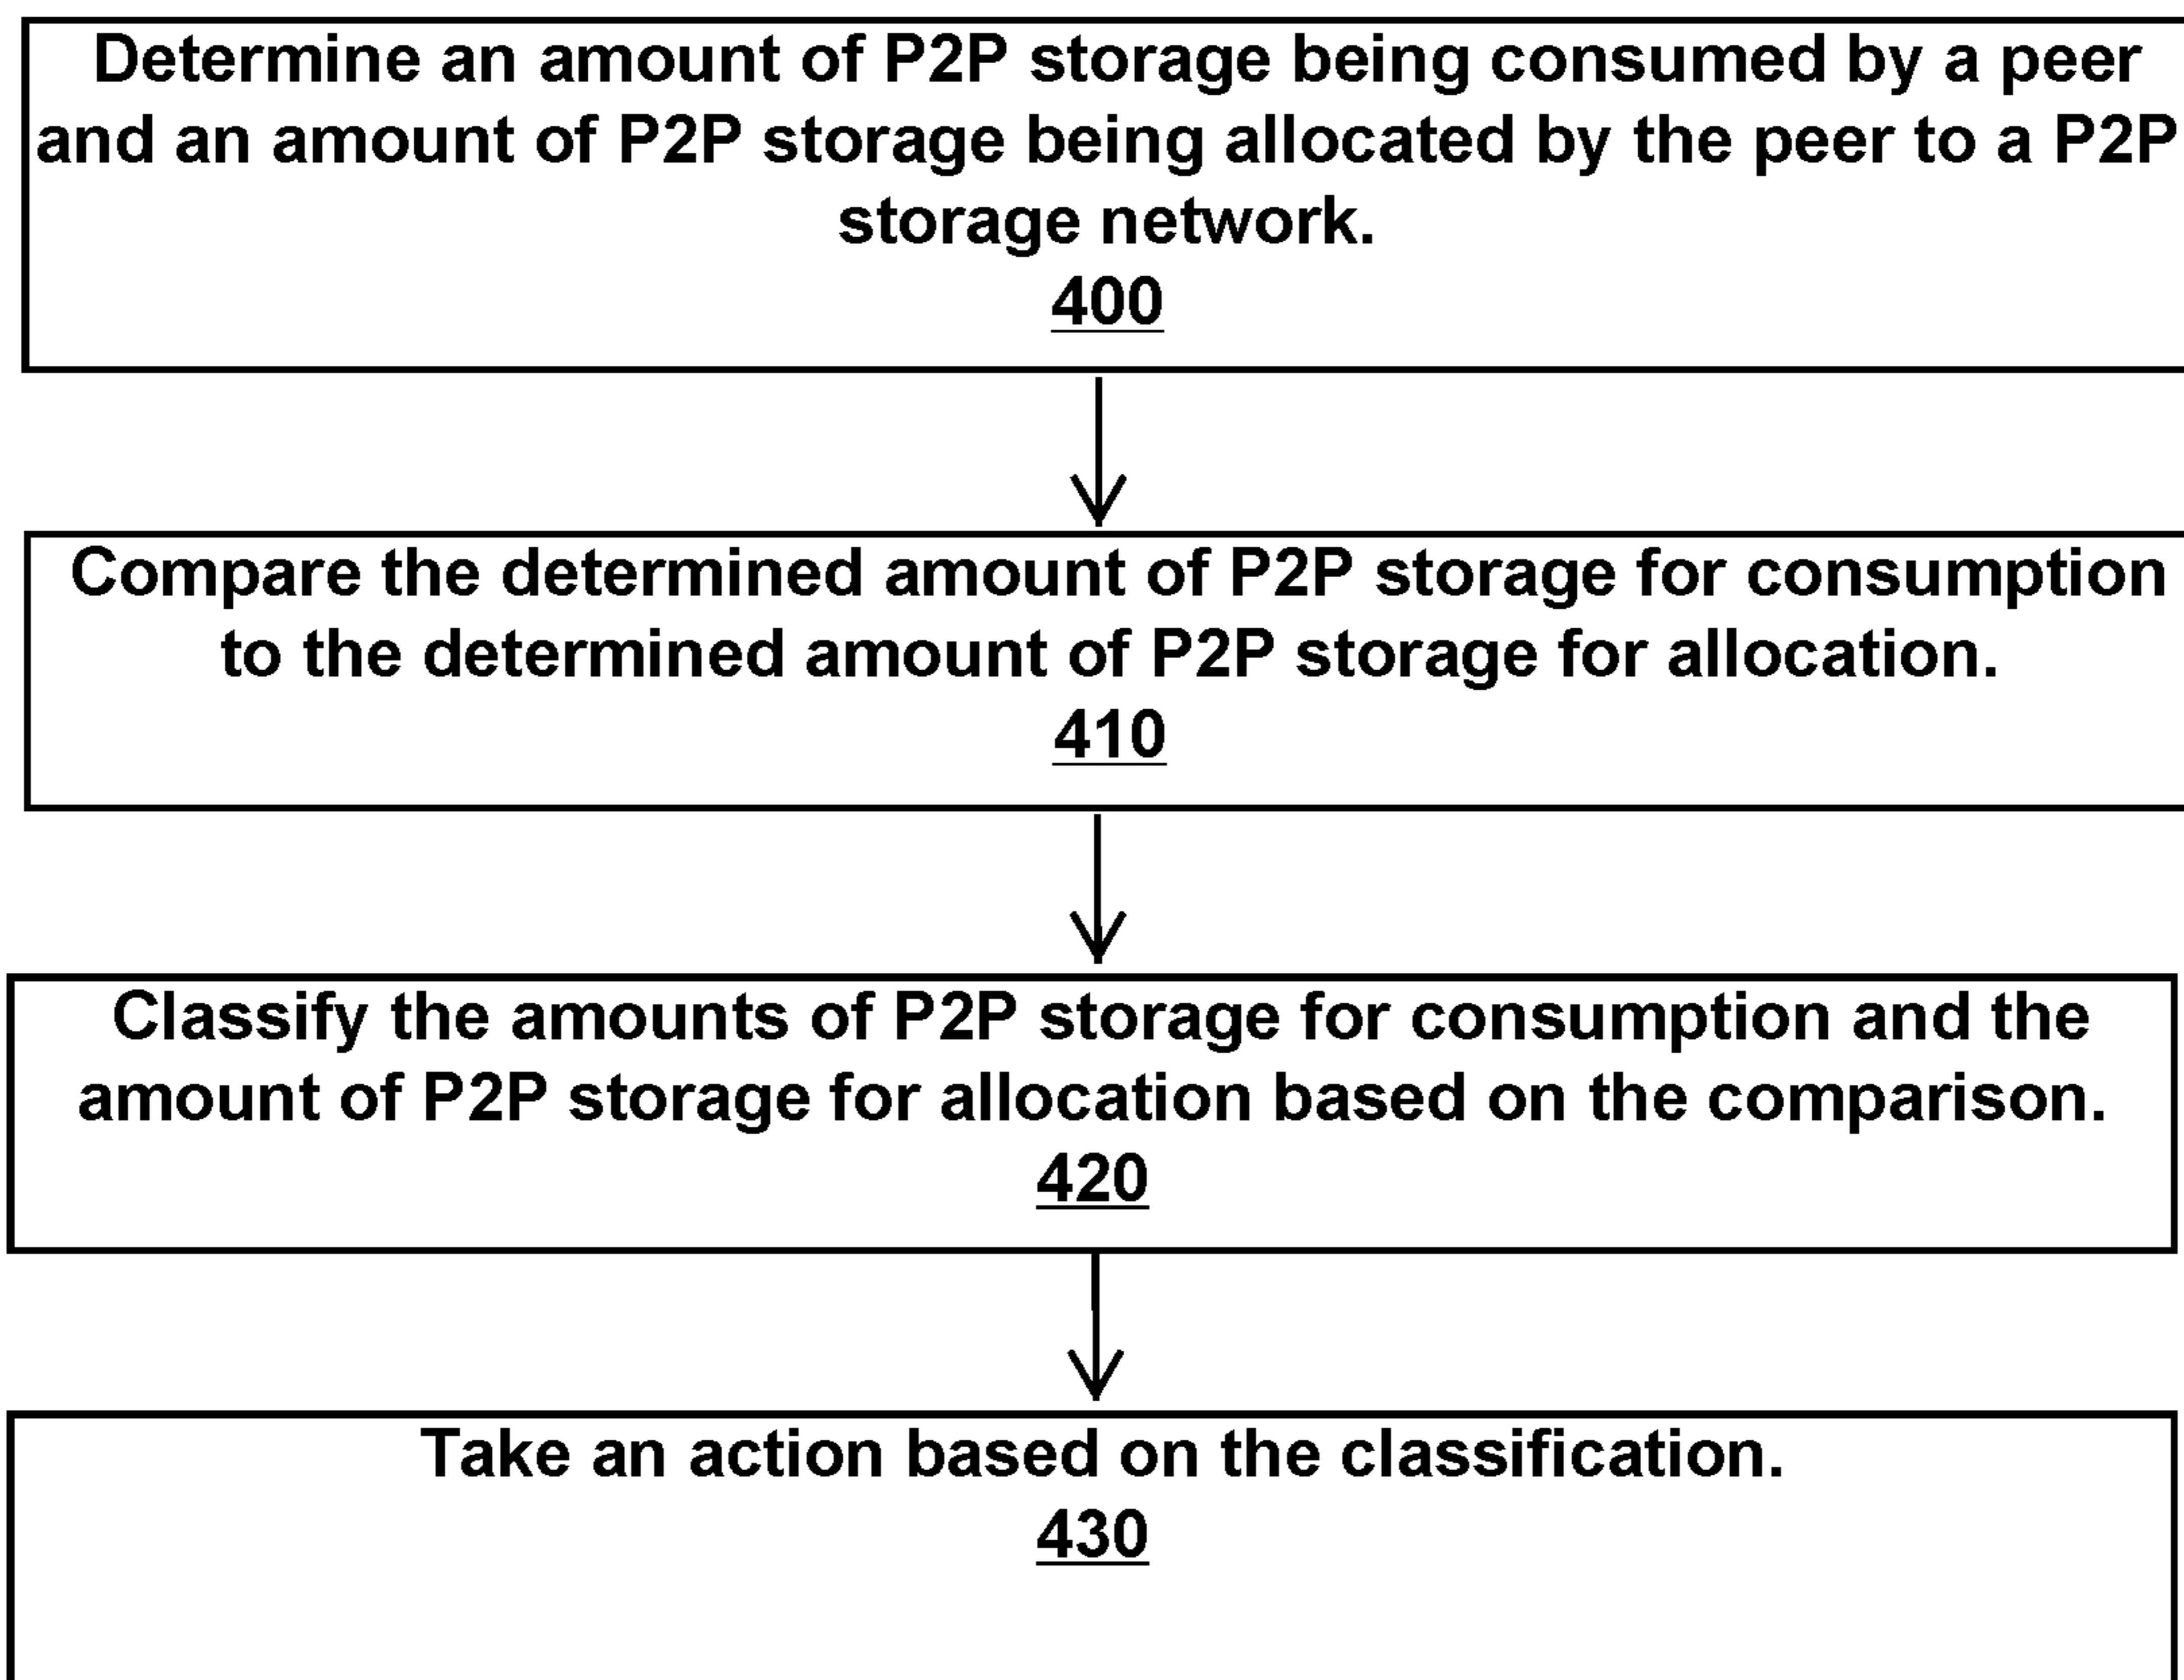 Determine an amount of P2P storage being consumed by a peer
and an amount of P2P storage being allocated by the peer to a P2P
storage network.
400
Compare the determined amount of P2P storage for consumption
to the determined amount of P2P storage for allocation.
410
Classify the amounts of P2P storage for consumption and the
amount of P2P storage for allocation based on the comparison.
420
Take an action based on the classification.
430